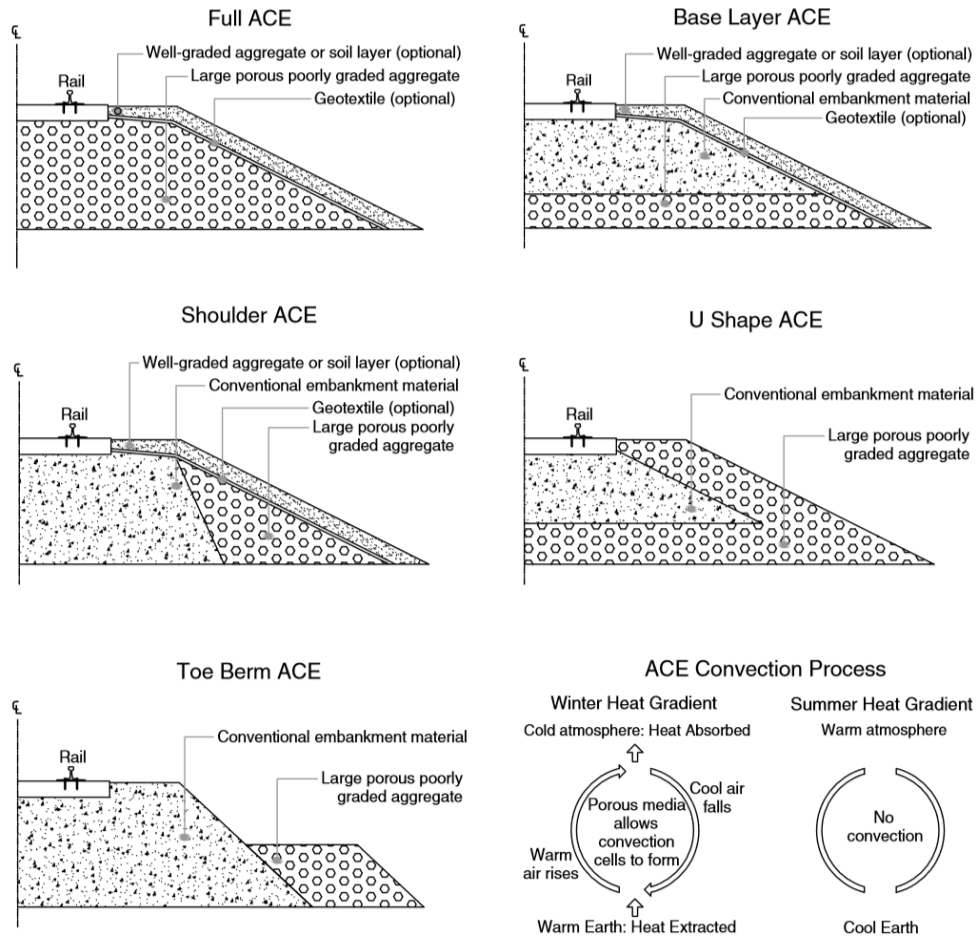 Full ACE
℄
Well-graded aggregate or soil layer (optional)
Large porous poorly graded aggregate
Geotextile (optional)
Rail
Base Layer ACE
℄
Well-graded aggregate or soil layer (optional)
Large porous poorly graded aggregate
Conventional embankment material
Geotextile (optional)
Rail
Shoulder ACE
℄
Well-graded aggregate or soil layer (optional)
Conventional embankment material
Geotextile (optional)
Large porous poorly
graded aggregate
Rail
U Shape ACE
℄
Conventional embankment material
Rail
Large porous poorly
graded aggregate
Toe Berm ACE
℄
Conventional embankment material
Rail
Large porous poorly
graded aggregate
ACE Convection Process
Winter Heat Gradient
Cold atmosphere: Heat Absorbed
Cool air
falls
Porous media
allows
convection
cells to form
Warm
air rises
Warm Earth: Heat Extracted
Summer Heat Gradient
Warm atmosphere
No
convection
Cool Earth